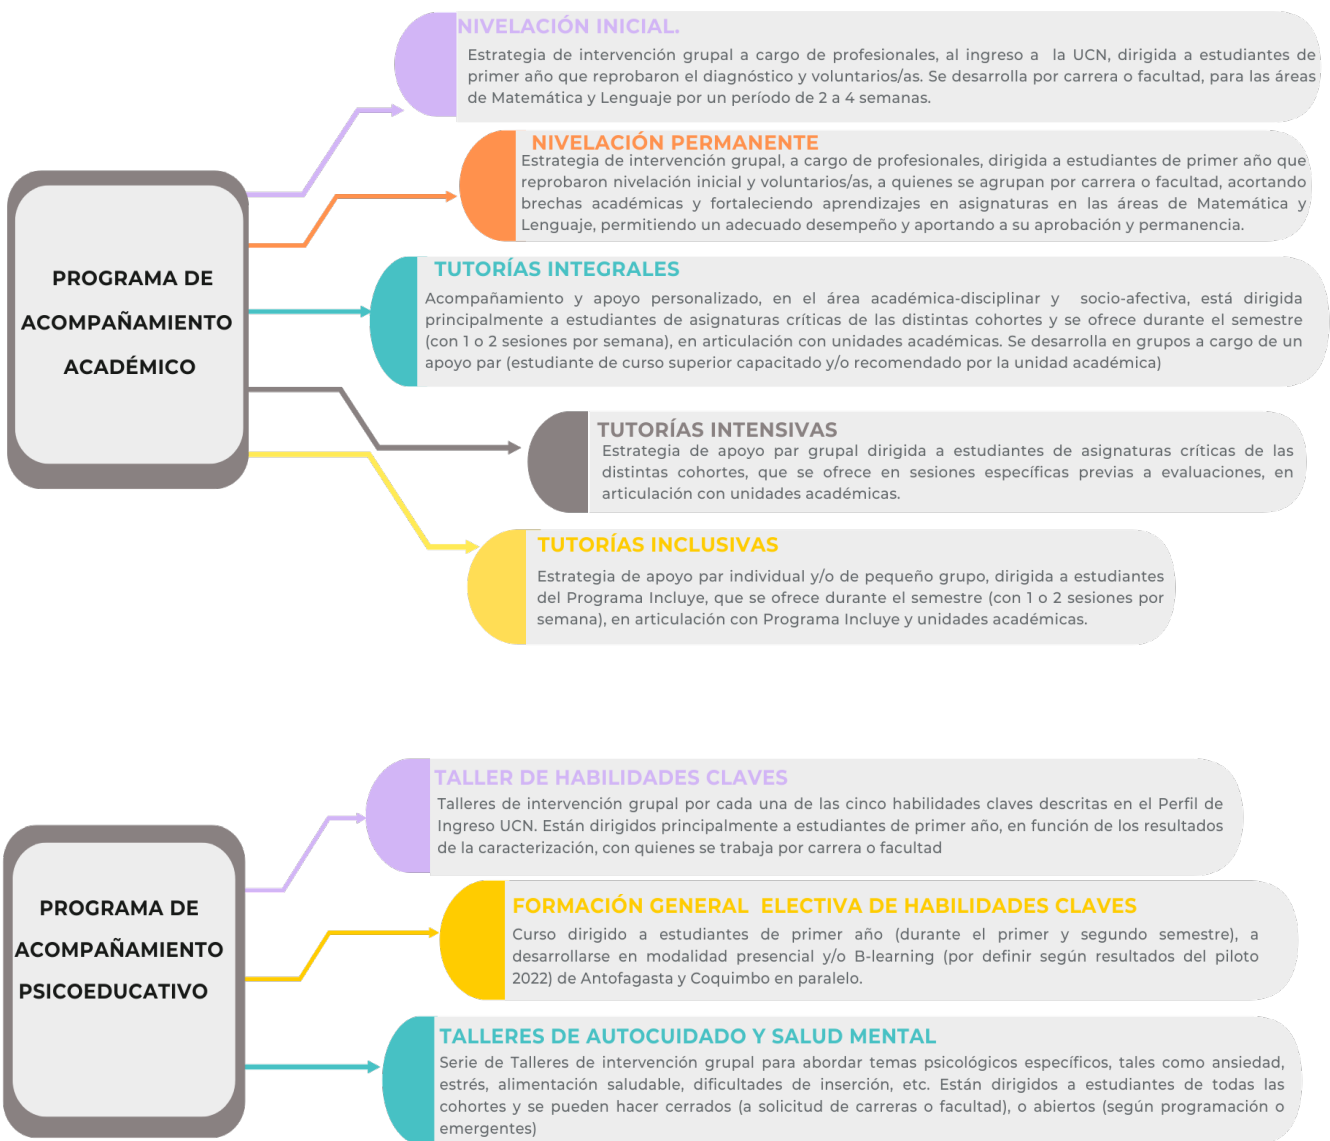 PROGRAMA DE
ACOMPAÑAMIENTO
ACADÉMICO
NIVELACIÓN INICIAL.
Estrategia de intervención grupal a cargo de profesionales, al ingreso a la UCN, dirigida a estudiantes de
primer año que reprobaron el diagnóstico y voluntarios/as. Se desarrolla por carrera o facultad, para las áreas
de Matemática y Lenguaje por un período de 2 a 4 semanas.
NIVELACIÓN PERMANENTE
Estrategia de intervención grupal, a cargo de profesionales, dirigida a estudiantes de primer año que
reprobaron nivelación inicial y voluntarios/as, a quienes se agrupan por carrera o facultad, acortando
brechas académicas y fortaleciendo aprendizajes en asignaturas en las áreas de Matemática y
Lenguaje, permitiendo un adecuado desempeño y aportando a su aprobación y permanencia.
TUTORÍAS INTEGRALES
Acompañamiento y apoyo personalizado, en el área académica-disciplinar y socio-afectiva, está dirigida
principalmente a estudiantes de asignaturas críticas de las distintas cohortes y se ofrece durante el semestre
(con 1 o 2 sesiones por semana), en articulación con unidades académicas. Se desarrolla en grupos a cargo de un
apoyo par (estudiante de curso superior capacitado y/o recomendado por la unidad académica)
TUTORÍAS INTENSIVAS
Estrategia de apoyo par grupal dirigida a estudiantes de asignaturas críticas de las
distintas cohortes, que se ofrece en sesiones específicas previas a evaluaciones, en
articulación con unidades académicas.
TUTORÍAS INCLUSIVAS
Estrategia de apoyo par individual y/o de pequeño grupo, dirigida a estudiantes
del Programa Incluye, que se ofrece durante el semestre (con 1 o 2 sesiones por
semana), en articulación con Programa Incluye y unidades académicas.
PROGRAMA DE
ACOMPAÑAMIENTO
PSICOEDUCATIVO
TALLER DE HABILIDADES CLAVES
Talleres de intervención grupal por cada una de las cinco habilidades claves descritas en el Perfil de
Ingreso UCN. Están dirigidos principalmente a estudiantes de primer año, en función de los resultados
de la caracterización, con quienes se trabaja por carrera o facultad
FORMACIÓN GENERAL ELECTIVA DE HABILIDADES CLAVES
Curso dirigido a estudiantes de primer año (durante el primer y segundo semestre), a
desarrollarse en modalidad presencial y/o B-learning (por definir según resultados del piloto
2022) de Antofagasta y Coquimbo en paralelo.
TALLERES DE AUTOCUIDADO Y SALUD MENTAL
Serie de Talleres de intervención grupal para abordar temas psicológicos específicos, tales como ansiedad,
estrés, alimentación saludable, dificultades de inserción, etc. Están dirigidos a estudiantes de todas las
cohortes y se pueden hacer cerrados (a solicitud de carreras o facultad), o abiertos (según programación o
emergentes)